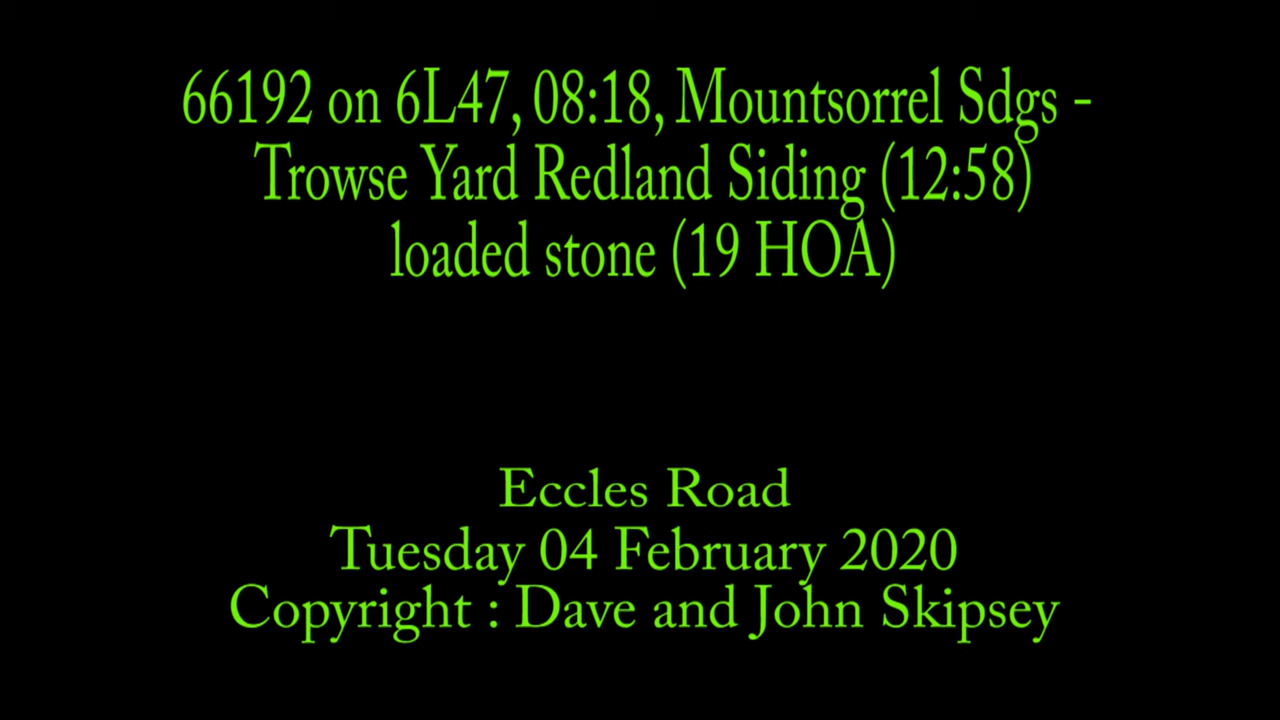 66192 on 6L47, 08:18, Mountsorrel Sdgs -
Trowse Yard Redland Siding (12:58)
loaded stone (19 HOA)
Eccles Road
Tuesday 04 February 2020
Copyright : Dave and John Skipsey